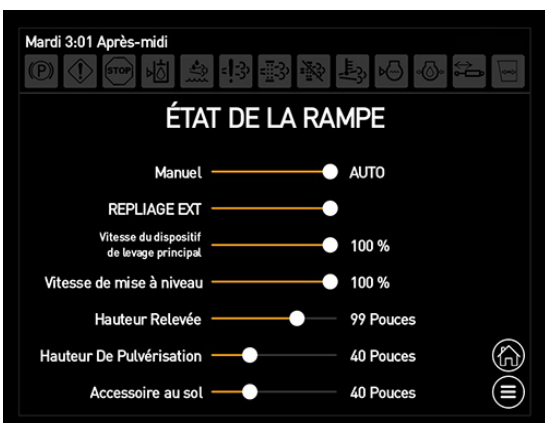 Mardi 3:01 Après-midi
(P) STOP
ÉTAT DE LA RAMPE
Manuel AUTO
REPLIAGE EXT
Vitesse du dispositif
de levage principal 100 %
Vitesse de mise à niveau 100 %
Hauteur Relevée 99 Pouces
Hauteur De Pulvérisation 40 Pouces
Accessoire au sol 40 Pouces